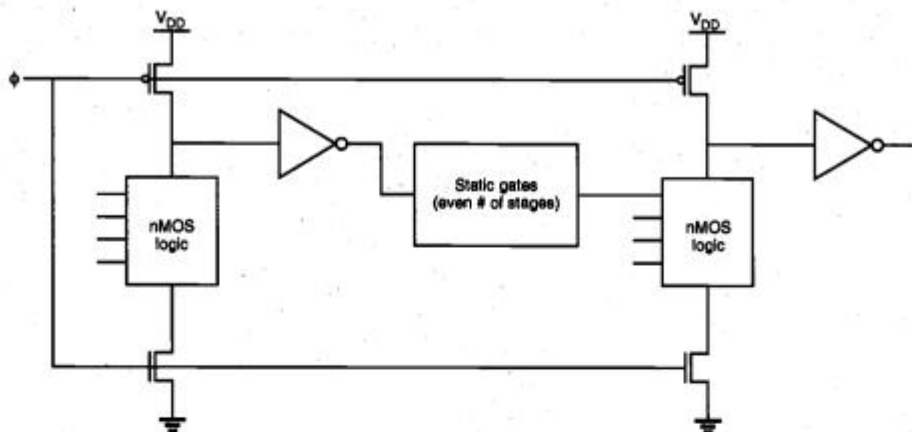 V_DD
V_DD
ϕ
Static gates
(even # of stages)
nMOS
logic
nMOS
logic